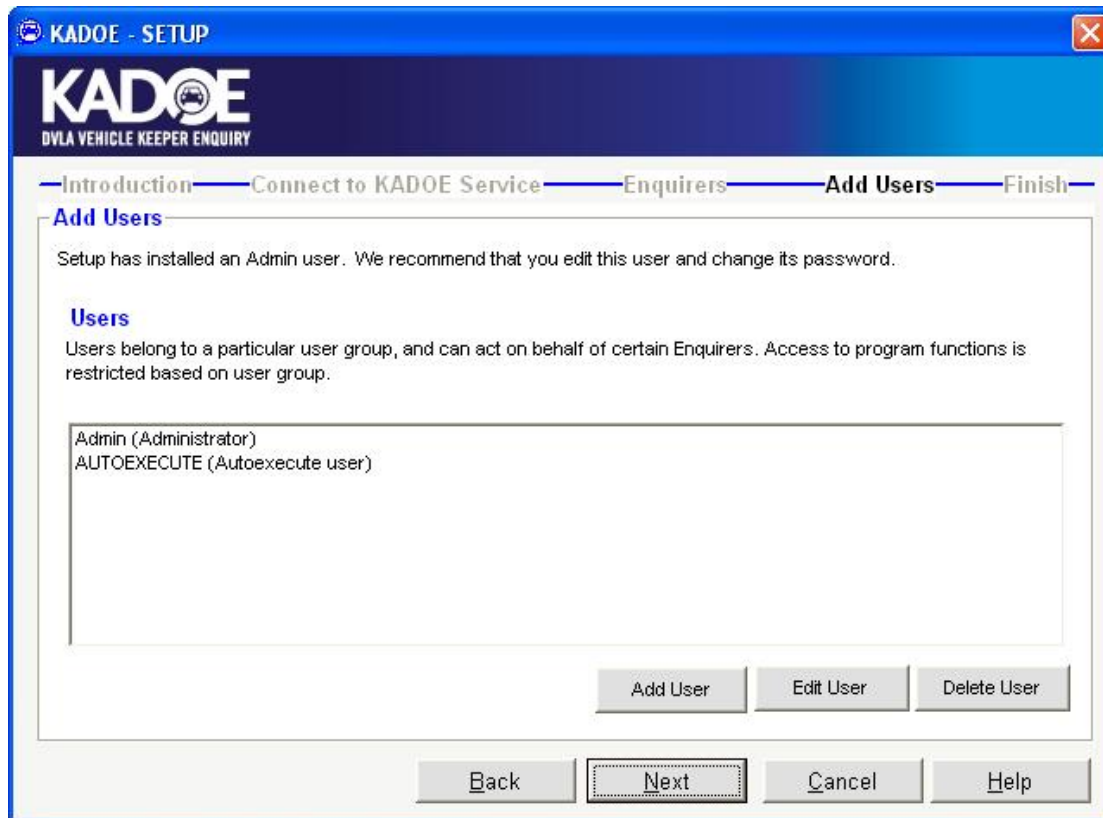 KADOE - SETUP
KADOE
DVLA VEHICLE KEEPER ENQUIRY
Introduction Connect to KADOE Service Enquirers Add Users Finish
Add Users
Setup has installed an Admin user. We recommend that you edit this user and change its password.
Users
Users belong to a particular user group, and can act on behalf of certain Enquirers. Access to program functions is
restricted based on user group.
Admin (Administrator)
AUTOEXECUTE (Autoexecute user)
Add User Edit User Delete User
Back Next Cancel Help